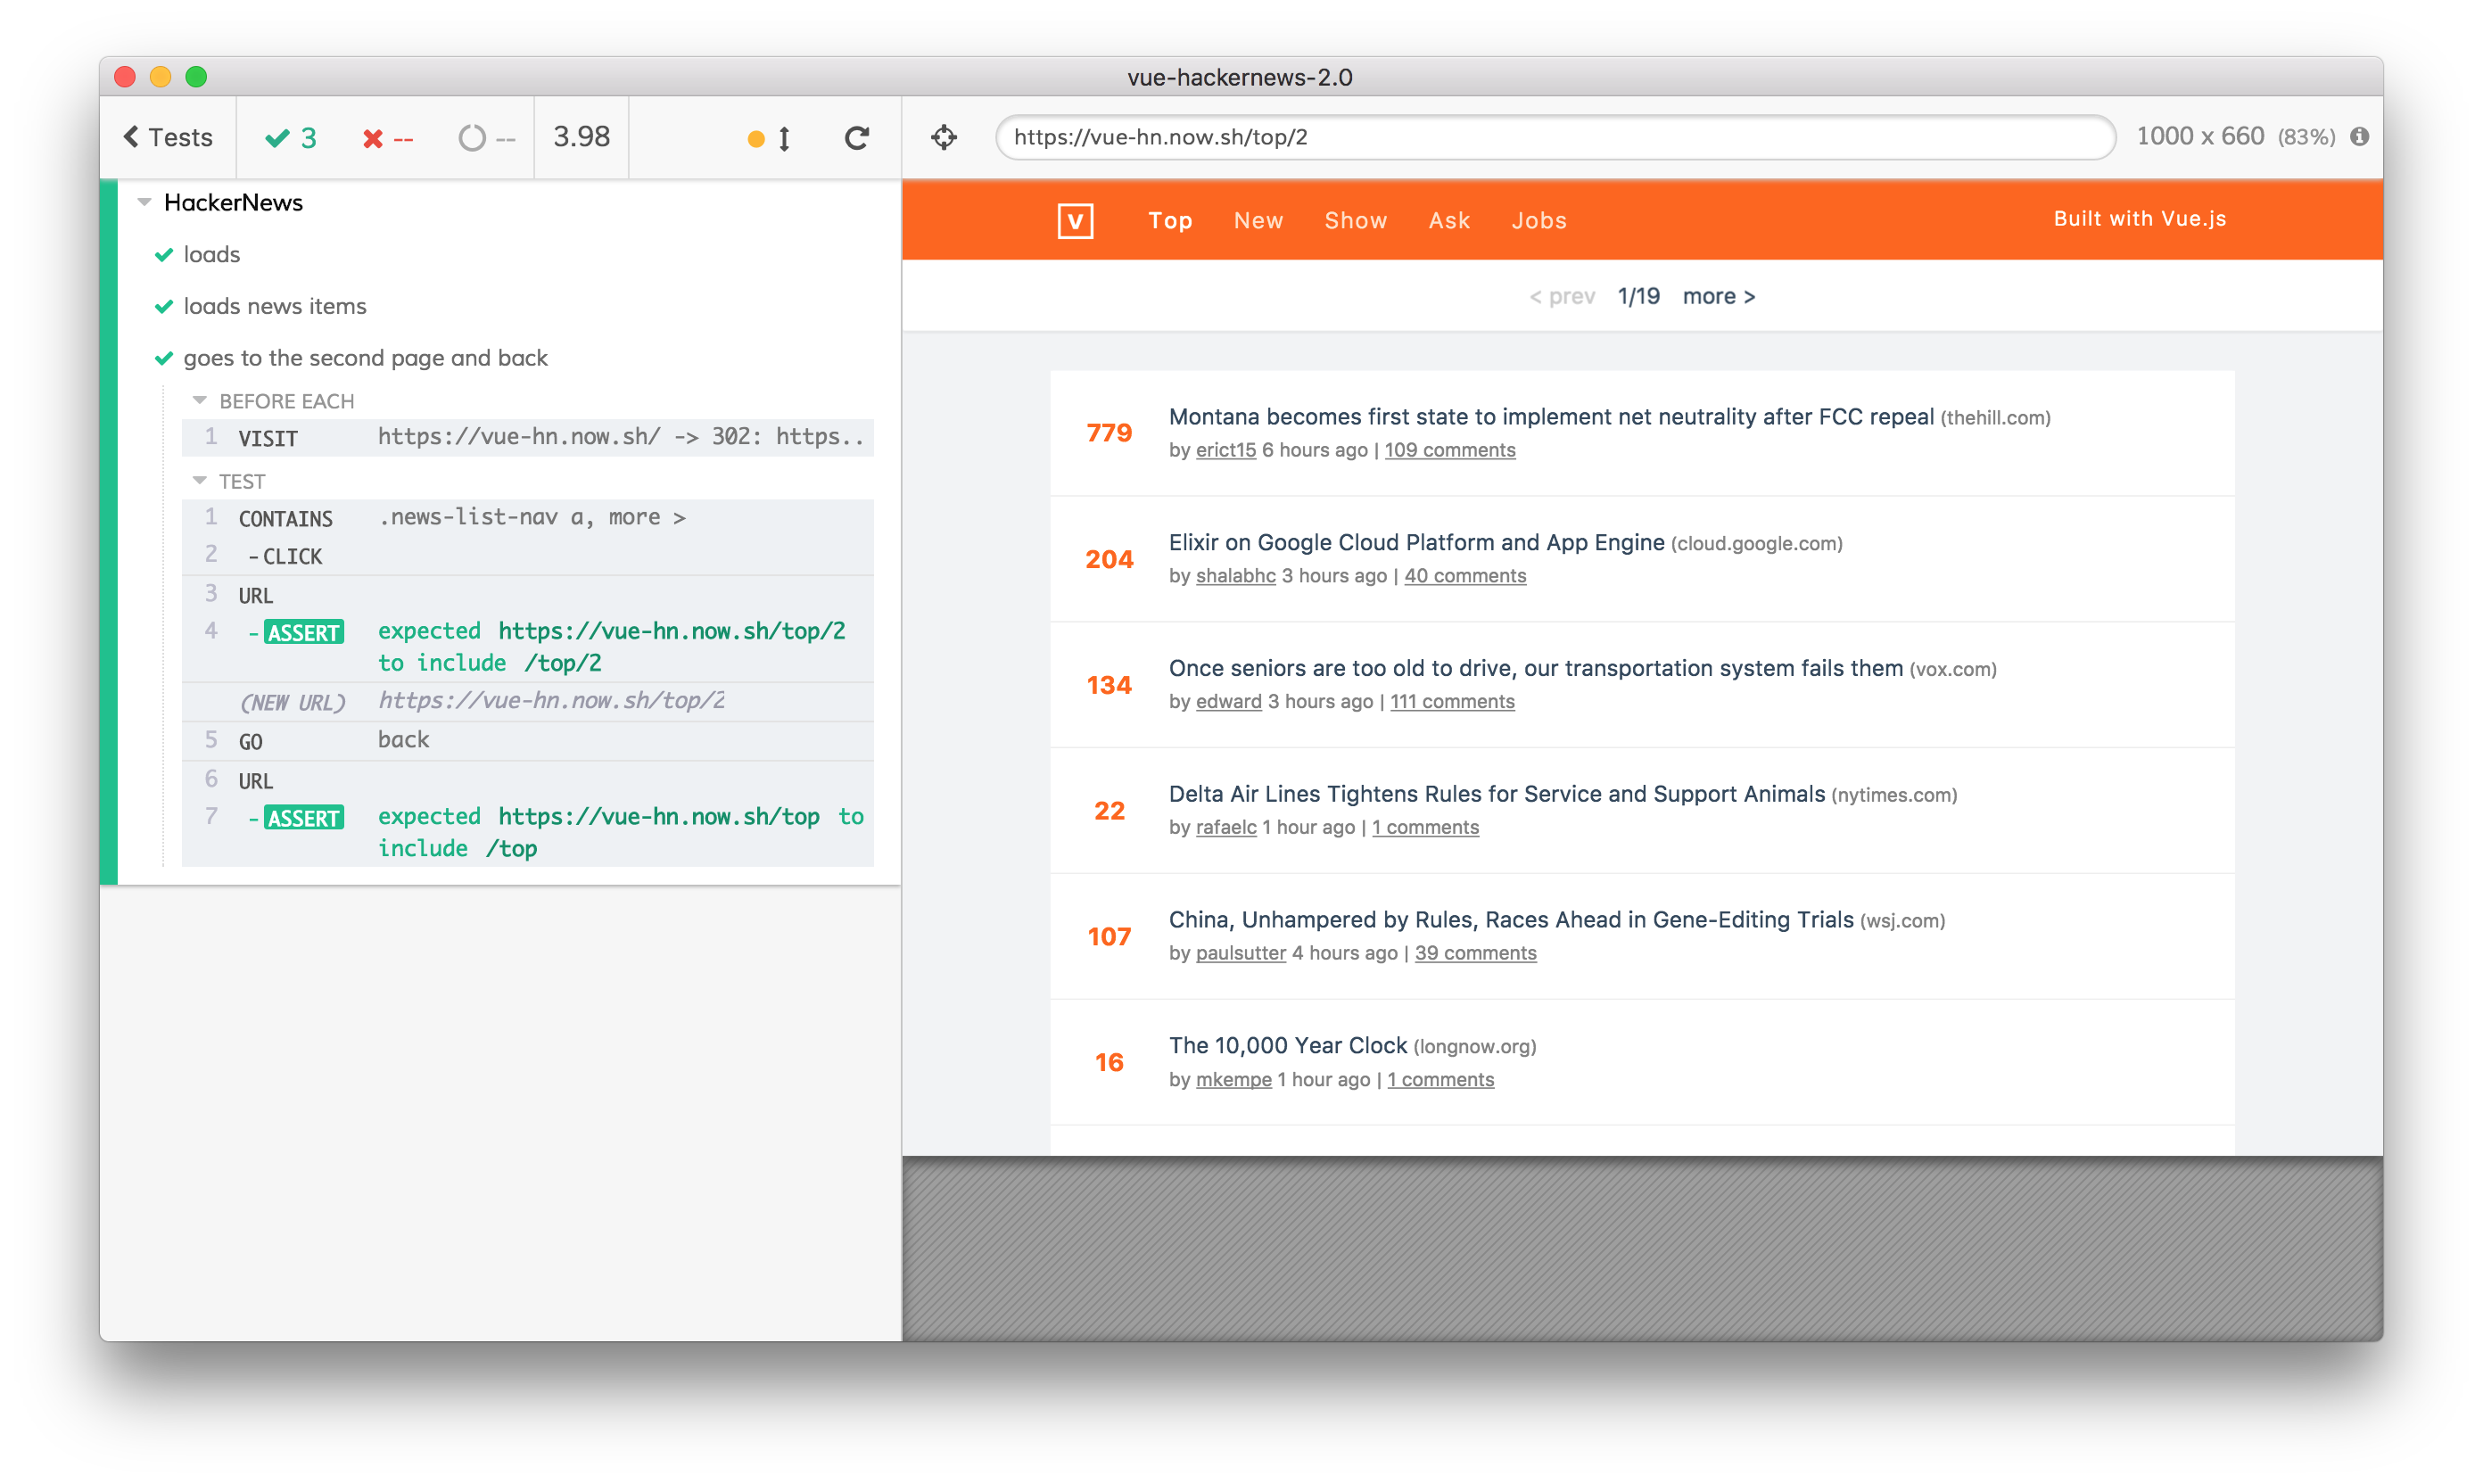 vue-hackernews-2.0
Tests 3 -- -- 3.98
https://vue-hn.now.sh/top/2 1000 x 660 (83%)
HackerNews
loads
loads news items
goes to the second page and back
BEFORE EACH
1 VISIT https://vue-hn.now.sh/ -> 302: https..
TEST
1 CONTAINS .news-list-nav a, more >
2 -CLICK
3 URL
4 -ASSERT expected https://vue-hn.now.sh/top/2
to include /top/2
(NEW URL) https://vue-hn.now.sh/top/2
5 GO back
6 URL
7 -ASSERT expected https://vue-hn.now.sh/top to
include /top
V Top New Show Ask Jobs Built with Vue.js
< prev 1/19 more >
779 Montana becomes first state to implement net neutrality after FCC repeal (thehill.com)
by erict15 6 hours ago | 109 comments
204 Elixir on Google Cloud Platform and App Engine (cloud.google.com)
by shalabhc 3 hours ago | 40 comments
134 Once seniors are too old to drive, our transportation system fails them (vox.com)
by edward 3 hours ago | 111 comments
22 Delta Air Lines Tightens Rules for Service and Support Animals (nytimes.com)
by rafaelc 1 hour ago | 1 comments
107 China, Unhampered by Rules, Races Ahead in Gene-Editing Trials (wsj.com)
by paulsutter 4 hours ago | 39 comments
16 The 10,000 Year Clock (longnow.org)
by mkempe 1 hour ago | 1 comments